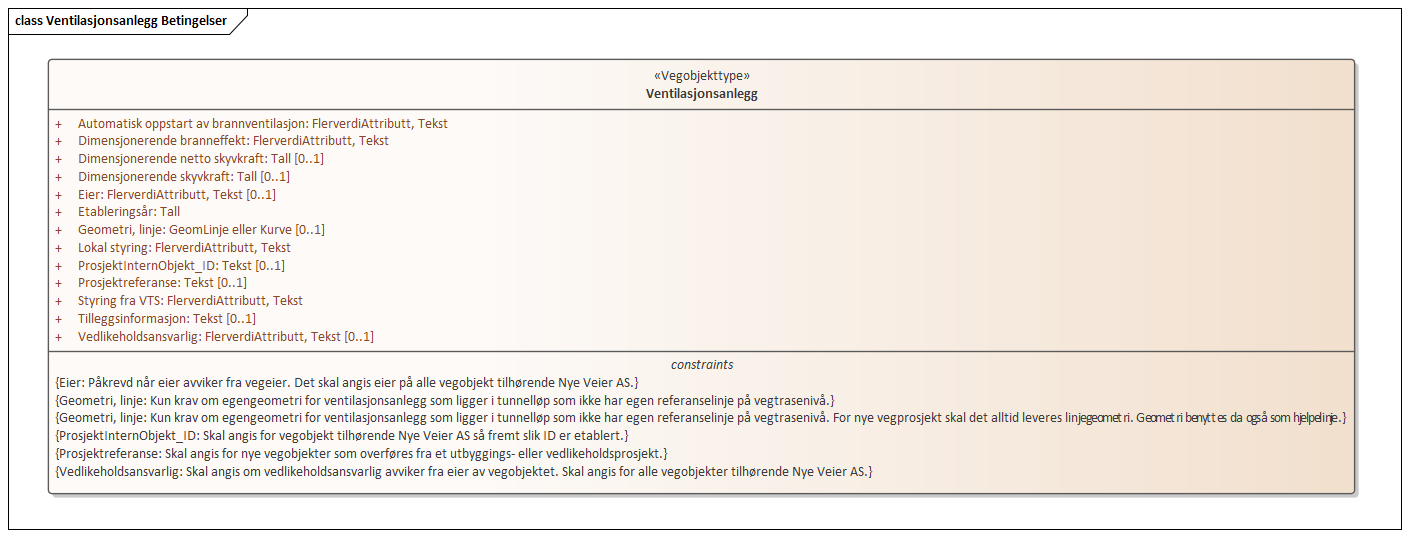 class Ventilasjonsanlegg Betingelser
«Vegobjekttype»
Ventilasjonsanlegg
+ Automatisk oppstart av brannventilasjon: FlerverdiAttributt, Tekst
+ Dimensjonerende branneffekt: FlerverdiAttributt, Tekst
+ Dimensjonerende netto skyvkraft: Tall [0..1]
+ Dimensjonerende skyvkraft: Tall [0..1]
+ Eier: FlerverdiAttributt, Tekst [0..1]
+ Etableringsår: Tall
+ Geometri, linje: GeomLinje eller Kurve [0..1]
+ Lokal styring: FlerverdiAttributt, Tekst
+ ProsjektInternObjekt_ID: Tekst [0..1]
+ Prosjektreferanse: Tekst [0..1]
+ Styring fra VTS: FlerverdiAttributt, Tekst
+ Tilleggsinformasjon: Tekst [0..1]
+ Vedlikeholdsansvarlig: FlerverdiAttributt, Tekst [0..1]
constraints
{Eier: Påkrevd når eier avviker fra vegeier. Det skal angis eier på alle vegobjekt tilhørende Nye Veier AS.}
{Geometri, linje: Kun krav om egengeometri for ventilasjonsanlegg som ligger i tunnelløp som ikke har egen referanselinje på vegtrasenivå.}
{Geometri, linje: Kun krav om egengeometri for ventilasjonsanlegg som ligger i tunnelløp som ikke har egen referanselinje på vegtrasenivå. For nye vegprosjekt skal det alltid leveres linjegeometri. Geometri benyttes da også som hjelpelinje.}
{ProsjektInternObjekt_ID: Skal angis for vegobjekt tilhørende Nye Veier AS så fremt slik ID er etablert.}
{Prosjektreferanse: Skal angis for nye vegobjekter som overføres fra et utbyggings- eller vedlikeholdsprosjekt.}
{Vedlikeholdsansvarlig: Skal angis om vedlikeholdsansvarlig avviker fra eier av vegobjektet. Skal angis for alle vegobjekter tilhørende Nye Veier AS.}